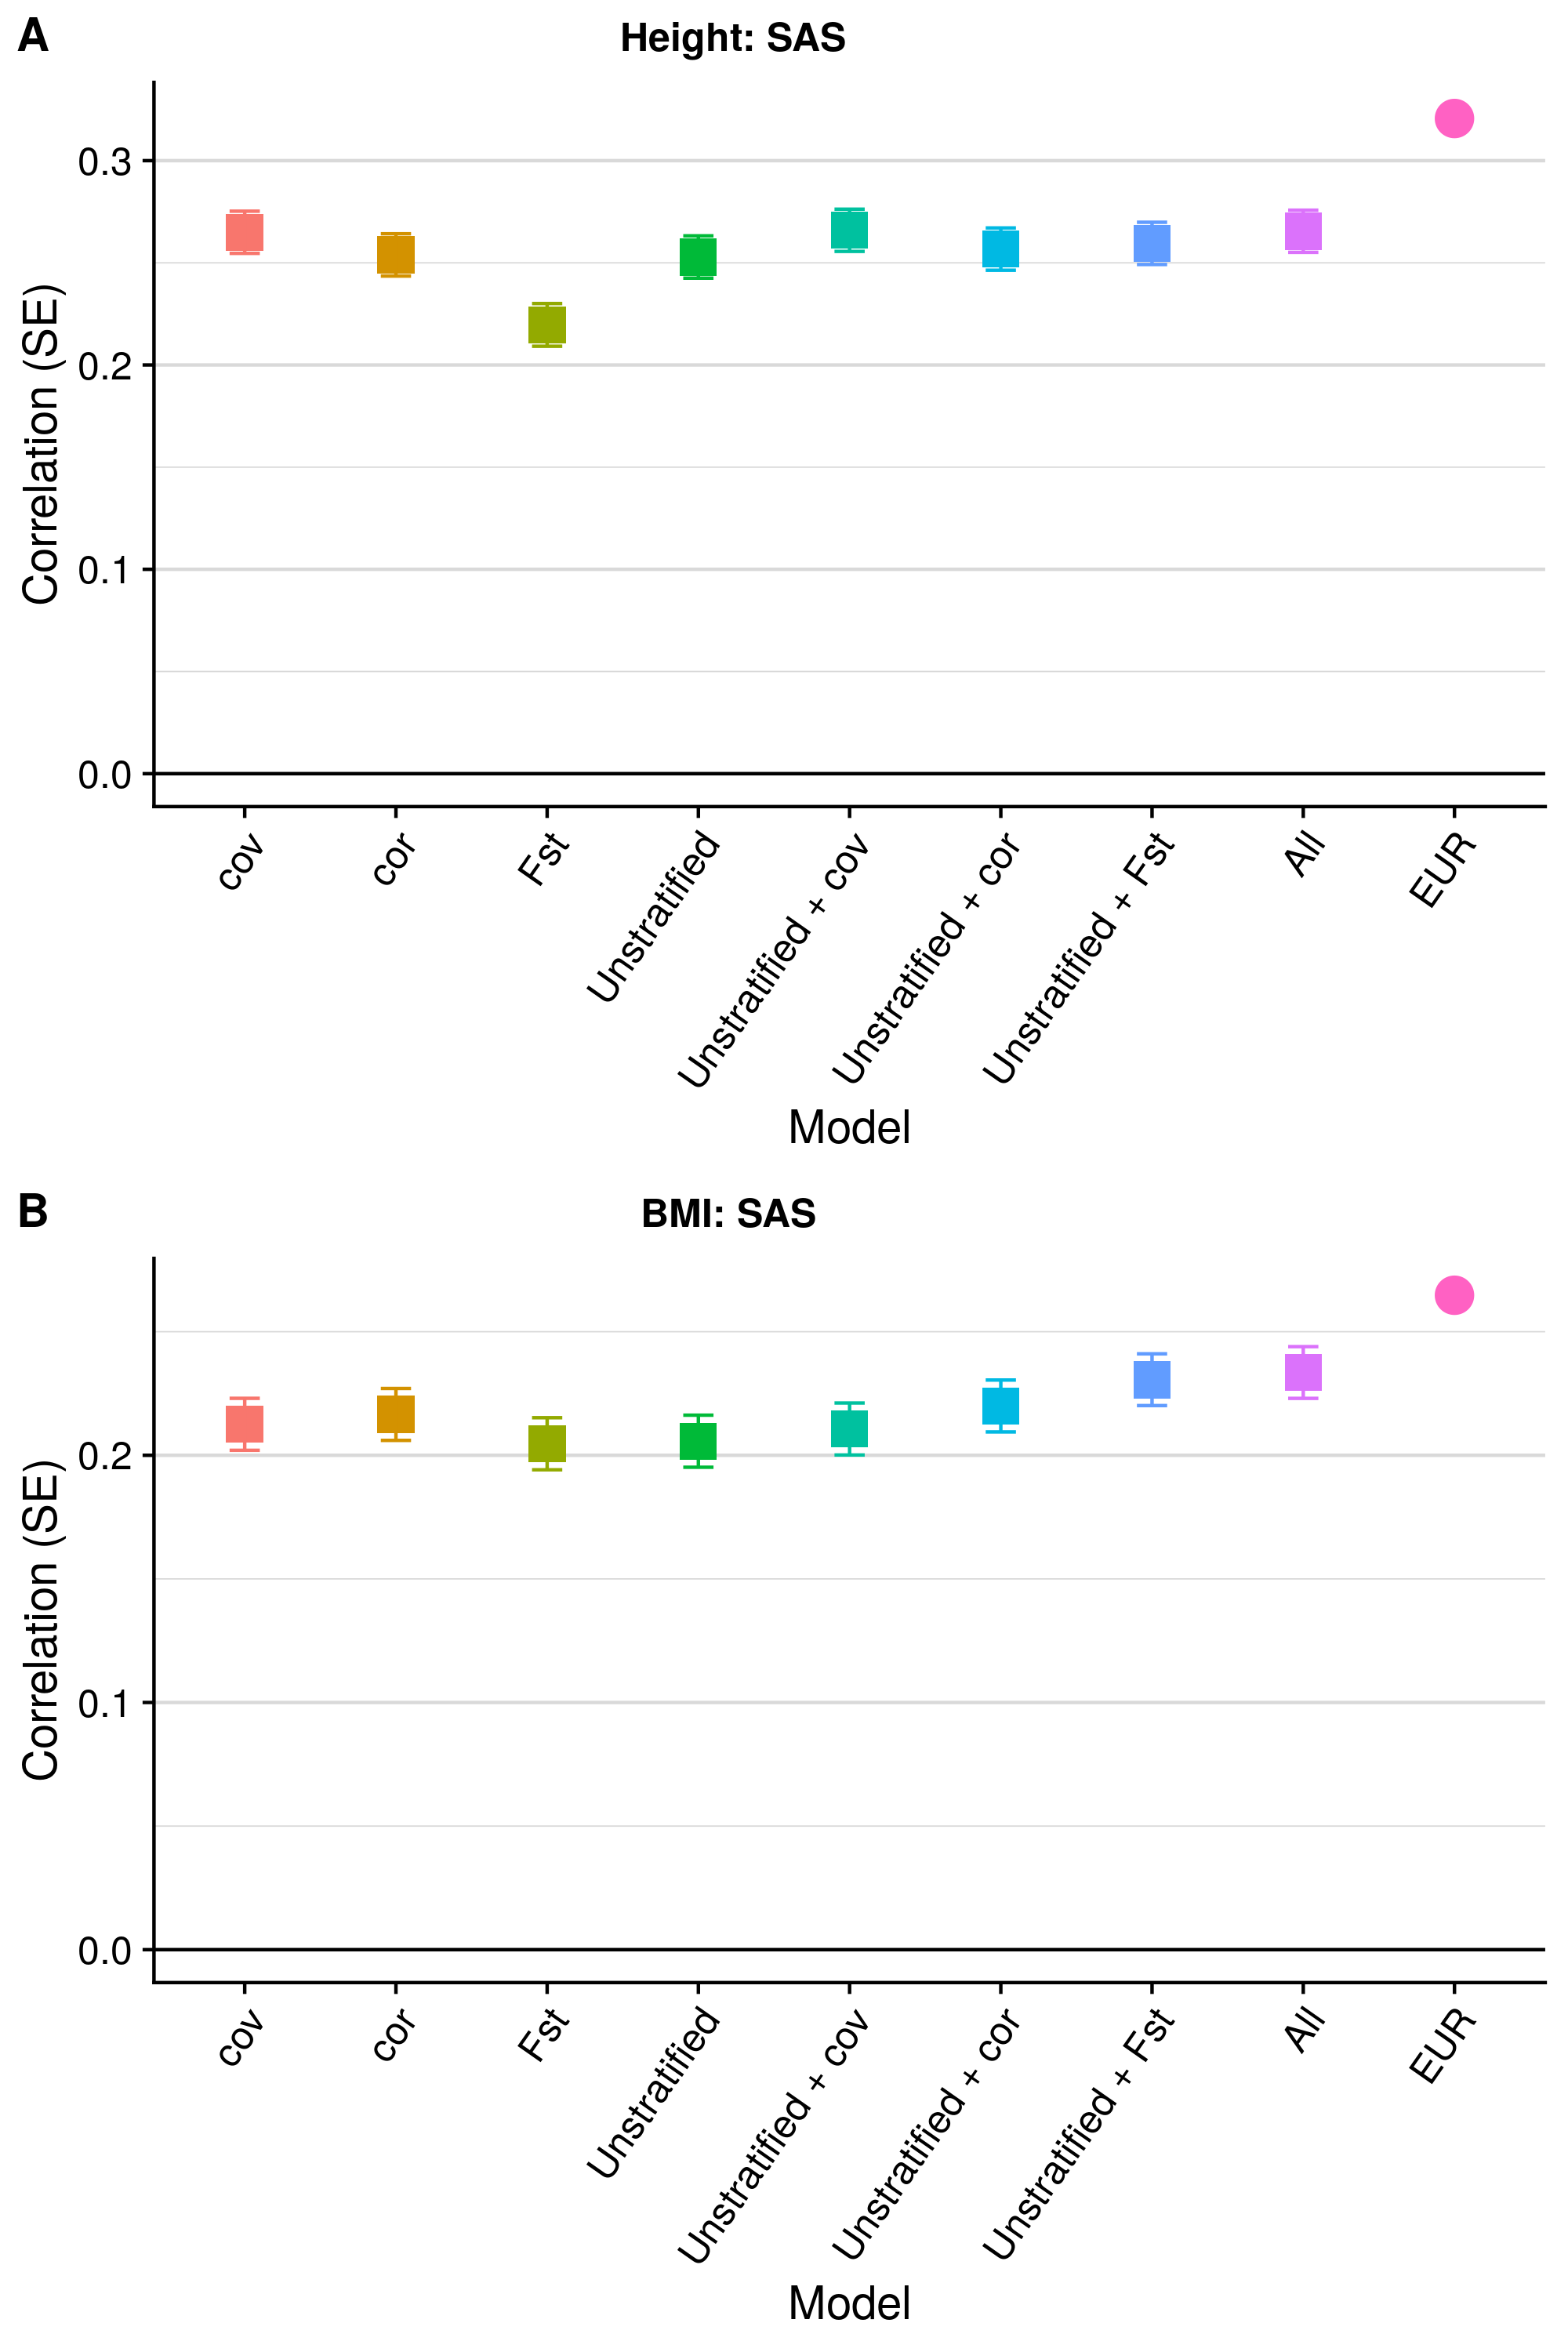 A
Height: SAS
Correlation (SE)
0.3
0.2
0.1
0.0
cov
cor
Fst
Unstratified
Unstratified + cov
Unstratified + cor
Unstratified + Fst
All
EUR
Model
B
BMI: SAS
Correlation (SE)
0.2
0.1
0.0
cov
cor
Fst
Unstratified
Unstratified + cov
Unstratified + cor
Unstratified + Fst
All
EUR
Model